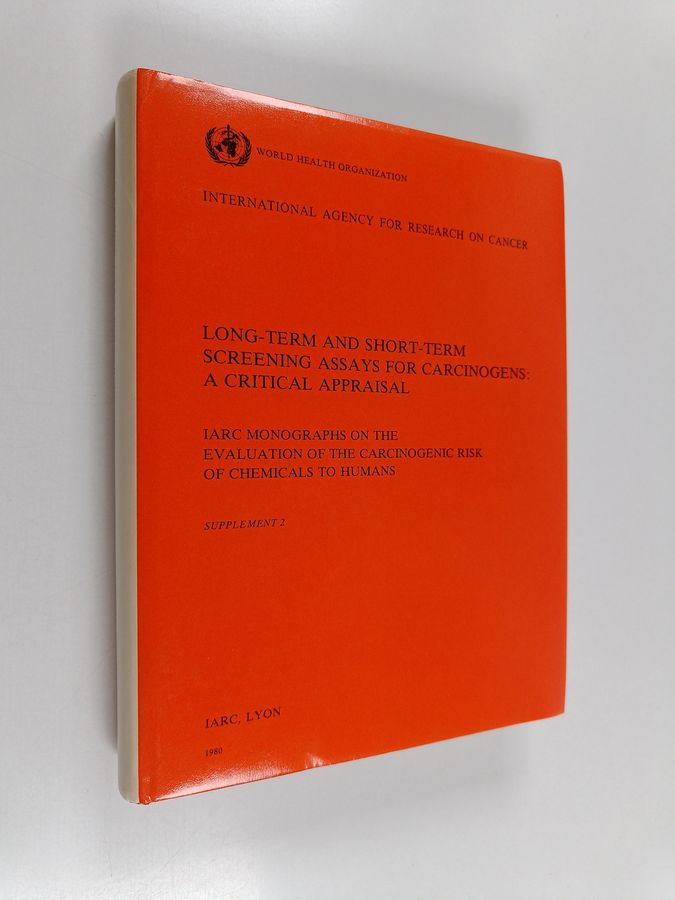 WORLD HEALTH ORGANIZATION
INTERNATIONAL AGENCY FOR RESEARCH ON CANCER
LONG-TERM AND SHORT-TERM
SCREENING ASSAYS FOR CARCINOGENS:
A CRITICAL APPRAISAL
IARC MONOGRAPHS ON THE
EVALUATION OF THE CARCINOGENIC RISK
OF CHEMICALS TO HUMANS
SUPPLEMENT 2
IARC, LYON
1980